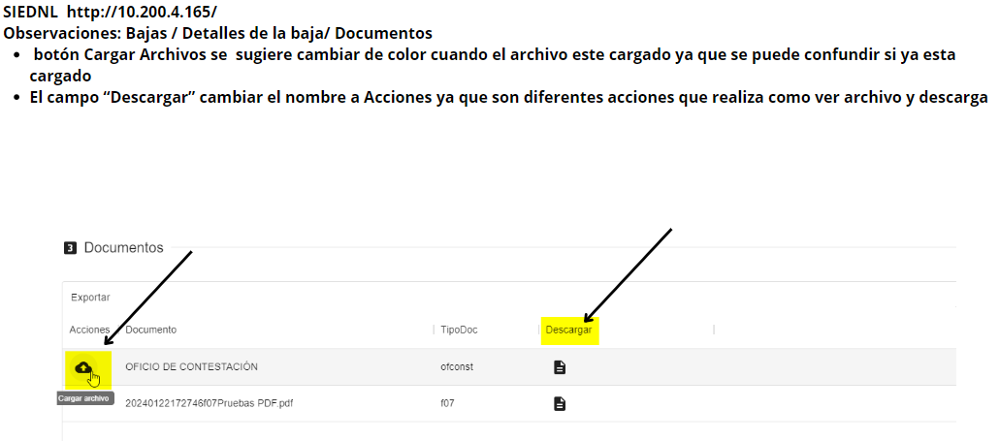 SIEDNL http://10.200.4.165/
Observaciones: Bajas / Detalles de la baja/ Documentos
• botón Cargar Archivos se sugiere cambiar de color cuando el archivo este cargado ya que se puede confundir si ya esta
cargado
• El campo “Descargar” cambiar el nombre a Acciones ya que son diferentes acciones que realiza como ver archivo y descarga
3 Documentos
Exportar
Acciones Documento TipoDoc Descargar
OFICIO DE CONTESTACIÓN ofconst
Cargar archivo
20240122172746f07Pruebas PDF.pdf f07